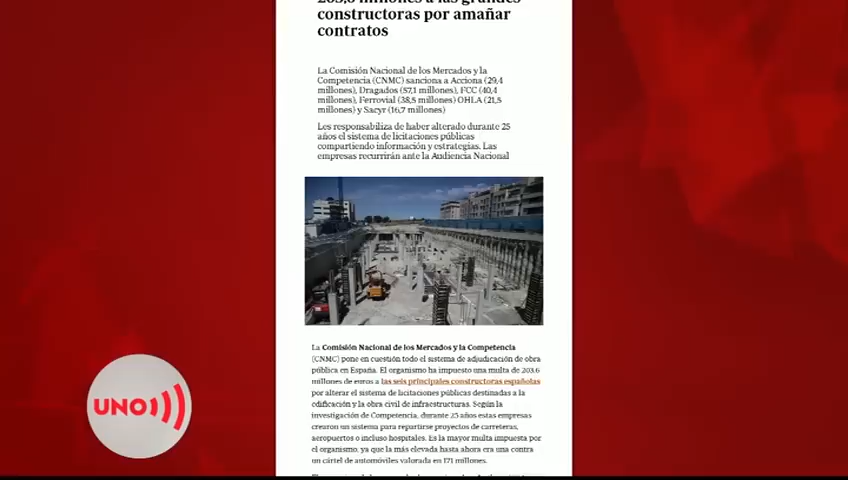 203,6 millones a las grandes
constructoras por amañar
contratos
La Comisión Nacional de los Mercados y la
Competencia (CNMC) sanciona a Acciona (29,4
millones), Dragados (57,1 millones), FCC (40,4
millones), Ferrovial (38,5 millones) OHLA (21,5
millones) y Sacyr (16,7 millones)
Les responsabiliza de haber alterado durante 25
años el sistema de licitaciones públicas
compartiendo información y estrategias. Las
empresas recurrirán ante la Audiencia Nacional
La Comisión Nacional de los Mercados y la Competencia
(CNMC) pone en cuestión todo el sistema de adjudicación de obra
pública en España. El organismo ha impuesto una multa de 203,6
millones de euros a las seis principales constructoras españolas
por alterar el sistema de licitaciones públicas destinadas a la
edificación y la obra civil de infraestructuras. Según la
investigación de Competencia, durante 25 años estas empresas
crearon un sistema para repartirse proyectos de carreteras,
aeropuertos o incluso hospitales. Es la mayor multa impuesta por
el organismo, ya que la más elevada hasta ahora era una contra
un cártel de automóviles valorada en 171 millones.
UNO